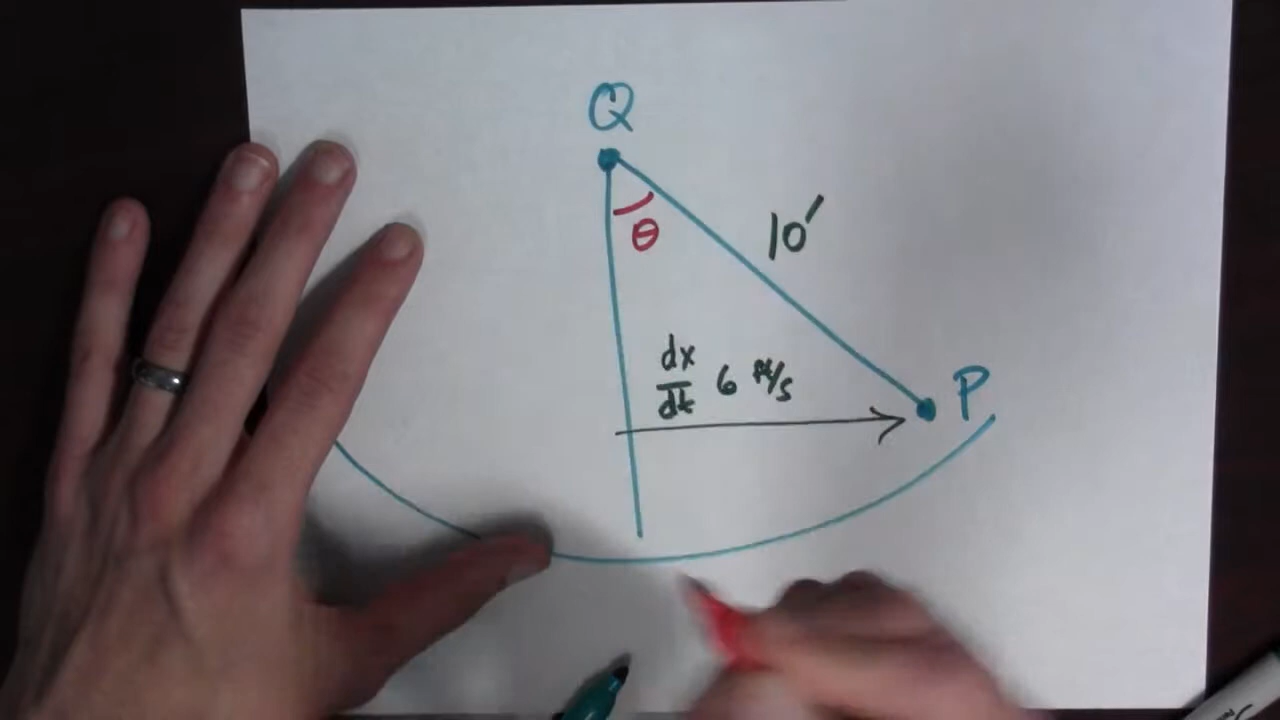 Q
θ
10′
dx
dt 6 ft/s
P